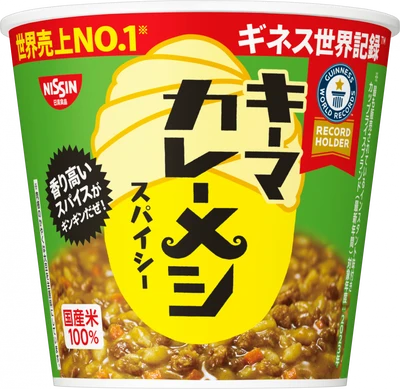 世界売上NO.1※
ギネス世界記録™
NISSIN
日清食品
GUINNESS
WORLD
RECORDS
RECORD
HOLDER
キーマ
カレーメシ
スパイシー
香り高い
スパイスが
ギンギンだぜ!
国産米
100%